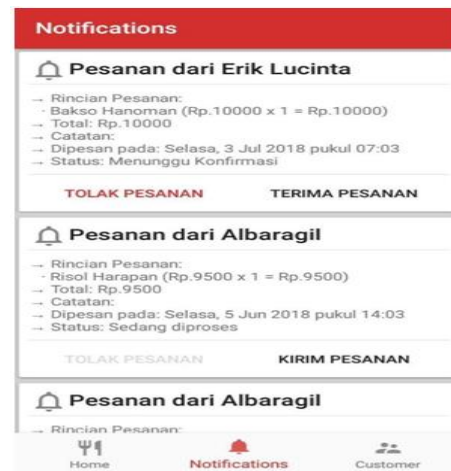 Notifications
Pesanan dari Erik Lucinta
→ Rincian Pesanan:
- Bakso Hanoman (Rp.10000 x 1 = Rp.10000)
→ Total: Rp.10000
→ Catatan:
→ Dipesan pada: Selasa, 3 Jul 2018 pukul 07:03
→ Status: Menunggu Konfirmasi
TOLAK PESANAN TERIMA PESANAN
Pesanan dari Albaragil
→ Rincian Pesanan:
- Risol Harapan (Rp.9500 x 1 = Rp.9500)
→ Total: Rp.9500
→ Catatan:
→ Dipesan pada: Selasa, 5 Jun 2018 pukul 14:03
→ Status: Sedang diproses
TOLAK PESANAN KIRIM PESANAN
Pesanan dari Albaragil
→ Rincian Pesanan:
Home Notifications Customer